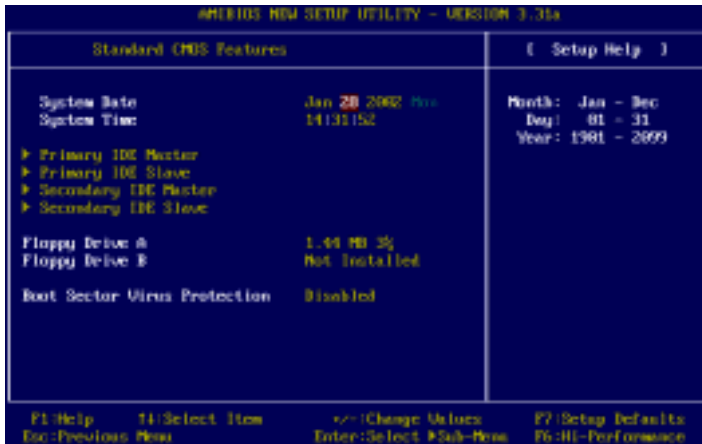 AMIBIOS NEW SETUP UTILITY - VERSION 3.31a
Standard CMOS Features
[ Setup Help ]
System Date Jan 28 2002 Mon
System Time 14:31:52
Month: Jan - Dec
Day: 01 - 31
Year: 1901 - 2099
▶ Primary IDE Master
▶ Primary IDE Slave
▶ Secondary IDE Master
▶ Secondary IDE Slave
Floppy Drive A 1.44 MB 3½
Floppy Drive B Not Installed
Boot Sector Virus Protection Disabled
F1:Help ↑↓:Select Item +/-:Change Values F7:Setup Defaults
Esc:Previous Menu Enter:Select ▶Sub-Menu F6:Hi-Performance